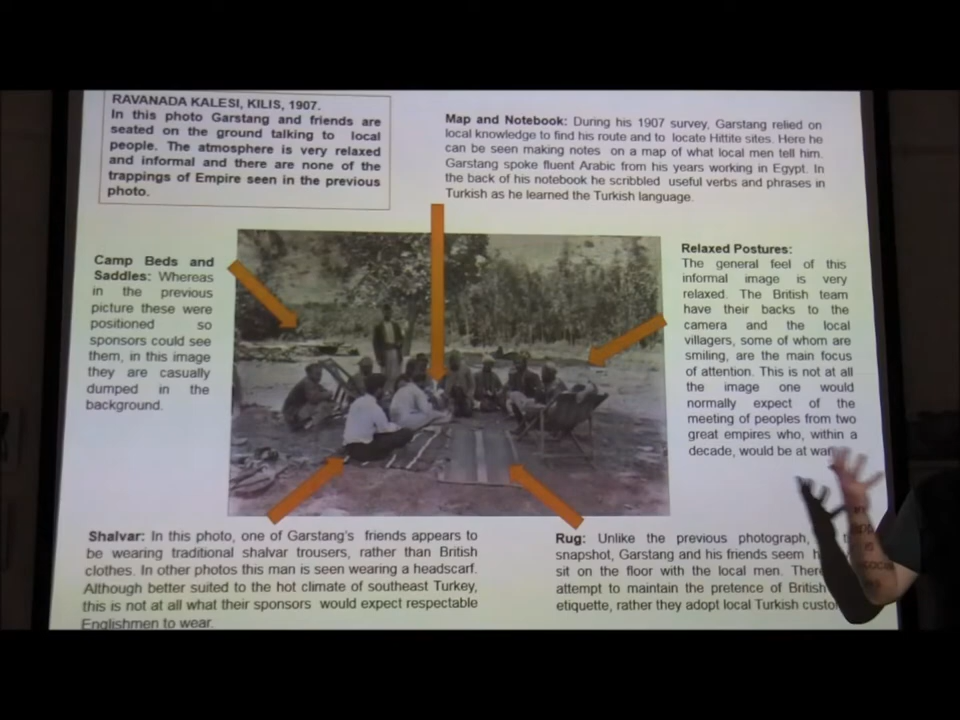 RAVANADA KALESI, KILIS, 1907.
In this photo Garstang and friends are
seated on the ground talking to local
people. The atmosphere is very relaxed
and informal and there are none of the
trappings of Empire seen in the previous
photo.
Map and Notebook: During his 1907 survey, Garstang relied on
local knowledge to find his route and to locate Hittite sites. Here he
can be seen making notes on a map of what local men tell him.
Garstang spoke fluent Arabic from his years working in Egypt. In
the back of his notebook he scribbled useful verbs and phrases in
Turkish as he learned the Turkish language.
Camp Beds and
Saddles: Whereas
in the previous
picture these were
positioned so
sponsors could see
them, in this image
they are casually
dumped in the
background.
Relaxed Postures:
The general feel of this
informal image is very
relaxed. The British team
have their backs to the
camera and the local
villagers, some of whom are
smiling, are the main focus
of attention. This is not at all
the image one would
normally expect of the
meeting of peoples from two
great empires who, within a
decade, would be at war
Shalvar: In this photo, one of Garstang's friends appears to
be wearing traditional shalvar trousers, rather than British
clothes. In other photos this man is seen wearing a headscarf.
Although better suited to the hot climate of southeast Turkey,
this is not at all what their sponsors would expect respectable
Englishmen to wear.
Rug: Unlike the previous photograph,
snapshot, Garstang and his friends seem
sit on the floor with the local men.
attempt to maintain the pretence of British
etiquette, rather they adopt local Turkish